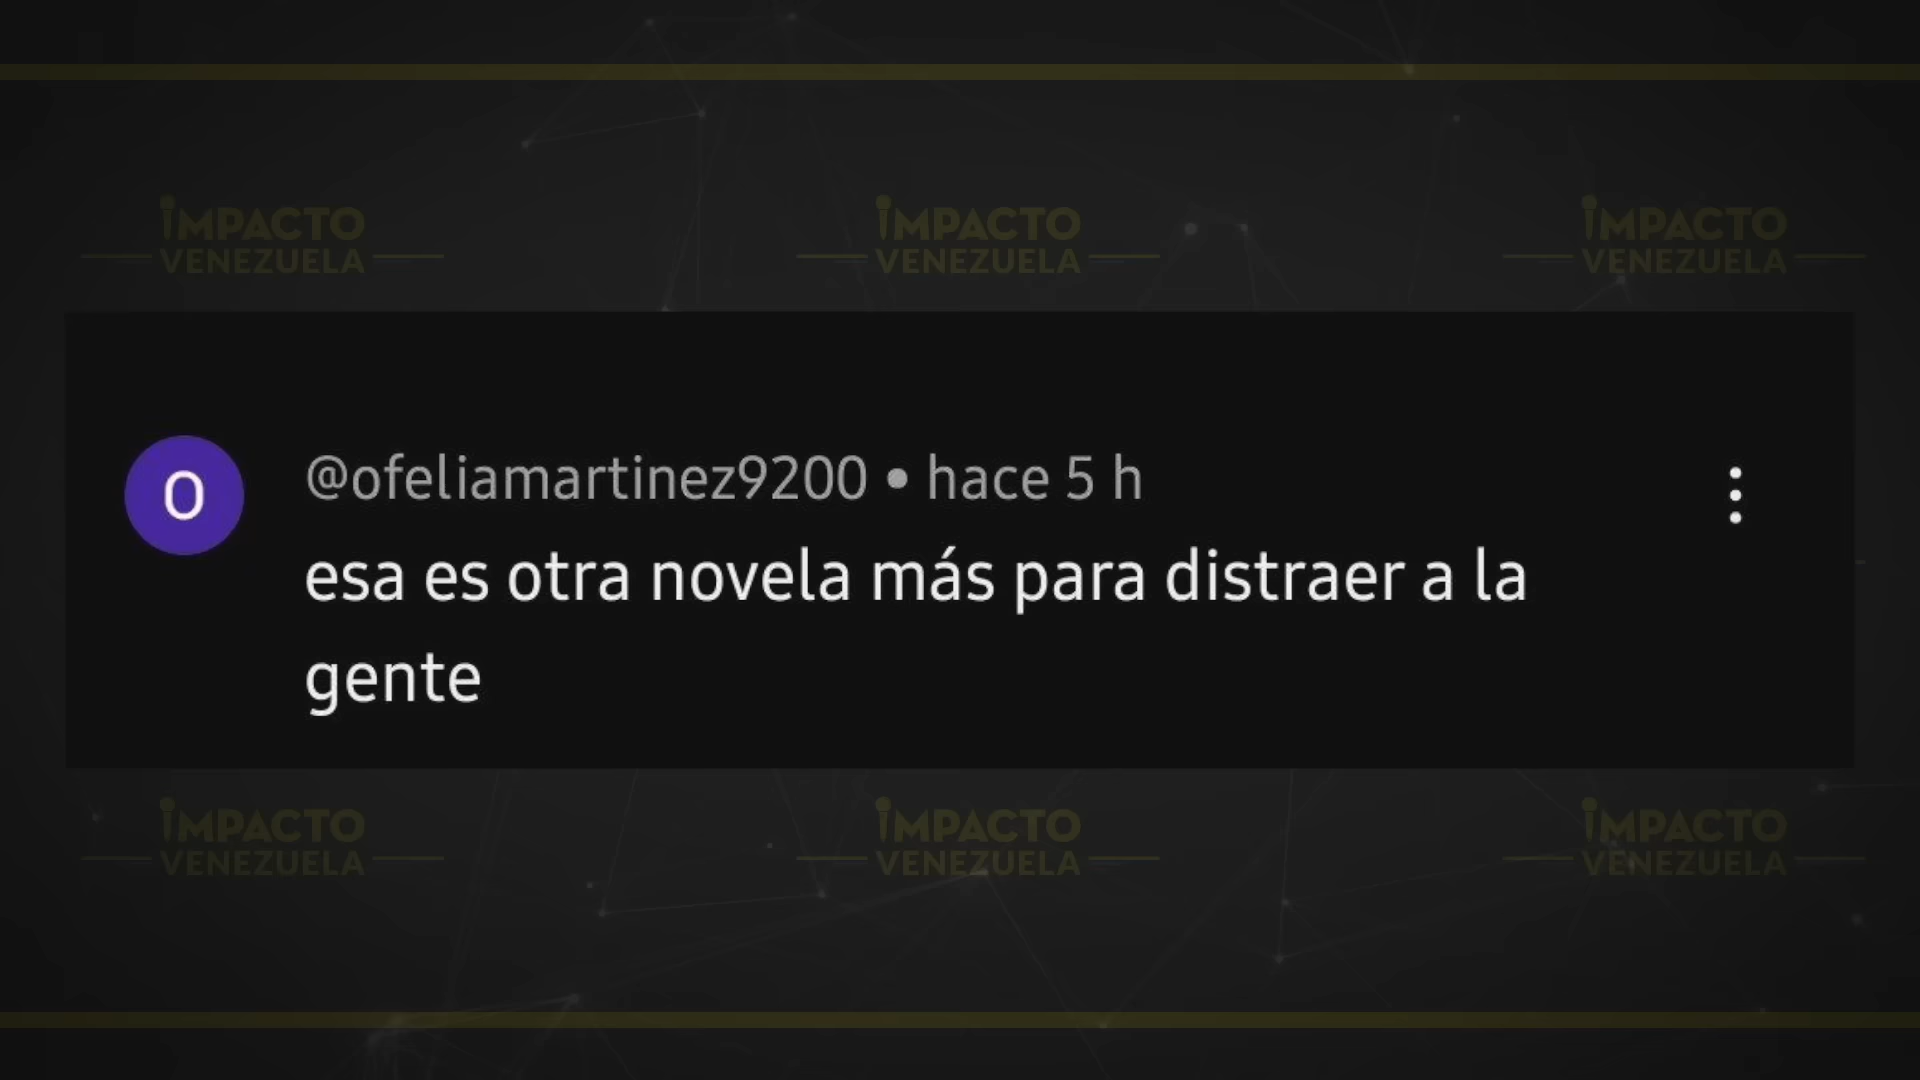 IMPACTO IMPACTO IMPACTO
VENEZUELA VENEZUELA VENEZUELA
O
@ofeliamartinez9200 • hace 5 h
esa es otra novela más para distraer a la
gente
IMPACTO IMPACTO IMPACTO
VENEZUELA VENEZUELA VENEZUELA